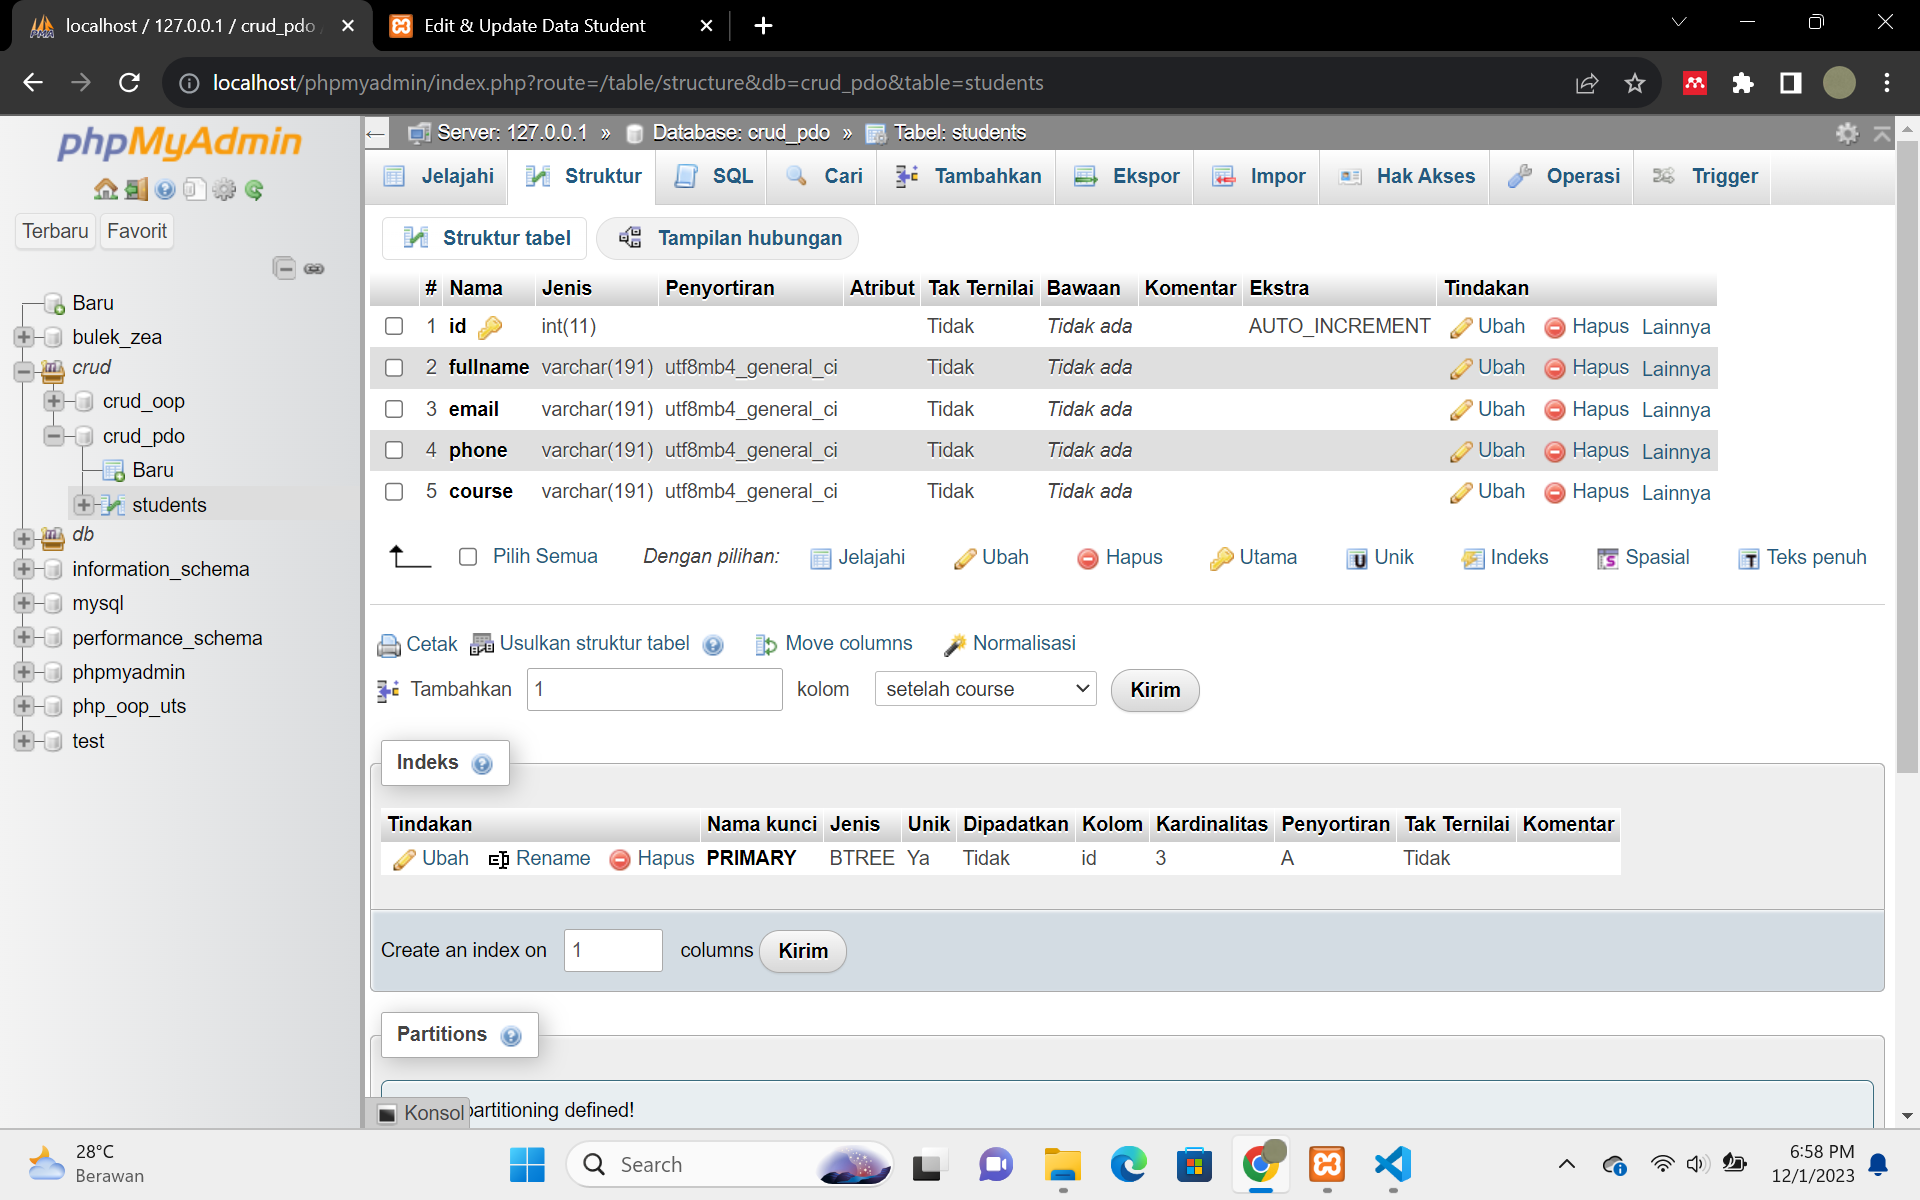 localhost / 127.0.0.1 / crud_pdo
Edit & Update Data Student
localhost/phpmyadmin/index.php?route=/table/structure&db=crud_pdo&table=students
phpMyAdmin
Terbaru Favorit
Baru
bulek_zea
crud
crud_oop
crud_pdo
Baru
students
db
information_schema
mysql
performance_schema
phpmyadmin
php_oop_uts
test
Server: 127.0.0.1 » Database: crud_pdo » Tabel: students
Jelajahi Struktur SQL Cari Tambahkan Ekspor Impor Hak Akses Operasi Trigger
Struktur tabel Tampilan hubungan
# Nama Jenis Penyortiran Atribut Tak Ternilai Bawaan Komentar Ekstra Tindakan
1 id int(11) Tidak Tidak ada AUTO_INCREMENT Ubah Hapus Lainnya
2 fullname varchar(191) utf8mb4_general_ci Tidak Tidak ada Ubah Hapus Lainnya
3 email varchar(191) utf8mb4_general_ci Tidak Tidak ada Ubah Hapus Lainnya
4 phone varchar(191) utf8mb4_general_ci Tidak Tidak ada Ubah Hapus Lainnya
5 course varchar(191) utf8mb4_general_ci Tidak Tidak ada Ubah Hapus Lainnya
Pilih Semua Dengan pilihan: Jelajahi Ubah Hapus Utama Unik Indeks Spasial Teks penuh
Cetak Usulkan struktur tabel Move columns Normalisasi
Tambahkan 1 kolom setelah course Kirim
Indeks
Tindakan Nama kunci Jenis Unik Dipadatkan Kolom Kardinalitas Penyortiran Tak Ternilai Komentar
Ubah Rename Hapus PRIMARY BTREE Ya Tidak id 3 A Tidak
Create an index on 1 columns Kirim
Partitions
Konsol partitioning defined!
28°C
Berawan
Search
6:58 PM
12/1/2023